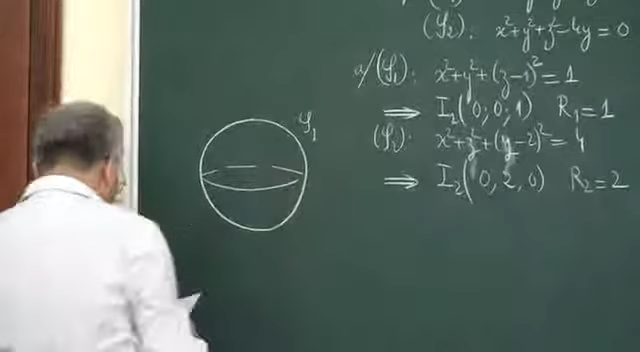 (𝒮₂): x²+y²+z²-4y=0
a/(𝒮₁): x²+y²+(z-1)²=1
⟹ I₂(0,0,1) R₁=1
(𝒮₂): x²+z²+(y-2)²=4
⟹ I₂(0,2,0) R₂=2
𝒮₁